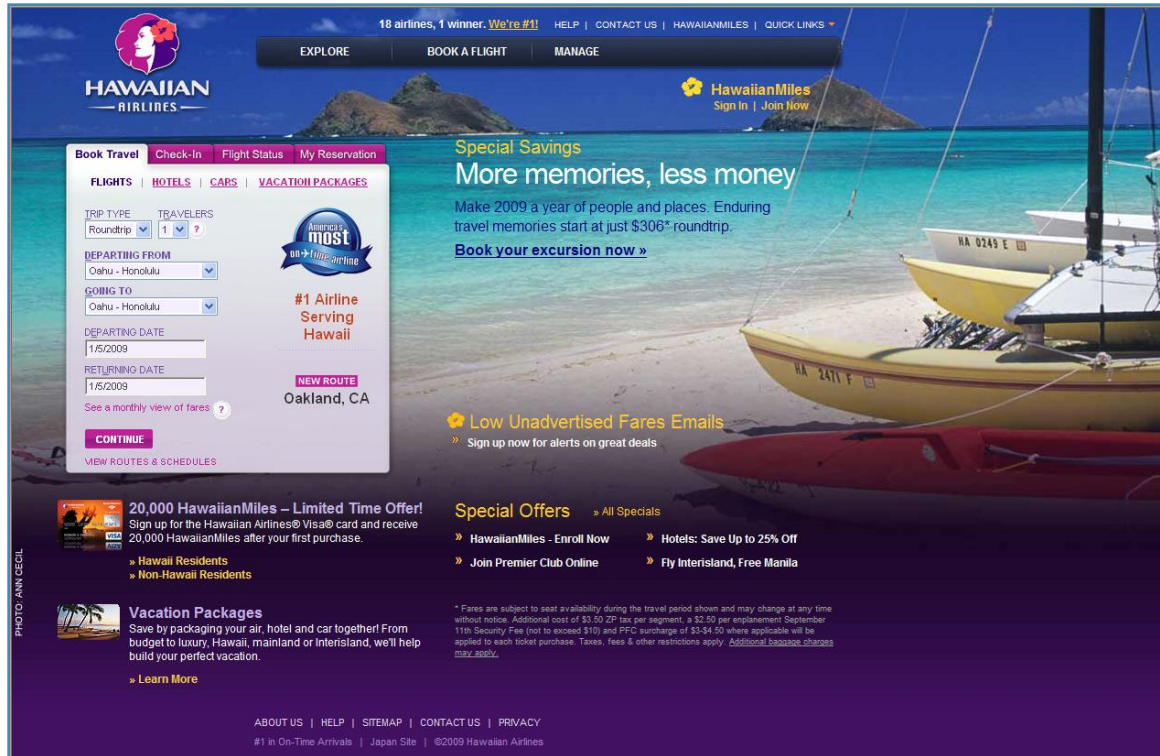 18 airlines, 1 winner. We're #1! HELP | CONTACT US | HAWAIIANMILES | QUICK LINKS
EXPLORE BOOK A FLIGHT MANAGE
HAWAIIAN
AIRLINES
HawaiianMiles
Sign In | Join Now
Book Travel Check-In Flight Status My Reservation
FLIGHTS | HOTELS | CARS | VACATION PACKAGES
TRIP TYPE TRAVELERS
Roundtrip 1 ?
DEPARTING FROM
Oahu - Honolulu
GOING TO
Oahu - Honolulu
DEPARTING DATE
1/5/2009
RETURNING DATE
1/5/2009
See a monthly view of fares ?
CONTINUE
VIEW ROUTES & SCHEDULES
America's
most
on-time airline
#1 Airline
Serving
Hawaii
NEW ROUTE
Oakland, CA
Special Savings
More memories, less money
Make 2009 a year of people and places. Enduring
travel memories start at just $306* roundtrip.
Book your excursion now »
HA 0249 E
HA 2471 F
Low Unadvertised Fares Emails
» Sign up now for alerts on great deals
20,000 HawaiianMiles – Limited Time Offer!
Sign up for the Hawaiian Airlines® Visa® card and receive
20,000 HawaiianMiles after your first purchase.
» Hawaii Residents
» Non-Hawaii Residents
VISA
Vacation Packages
Save by packaging your air, hotel and car together! From
budget to luxury, Hawaii, mainland or Interisland, we'll help
build your perfect vacation.
» Learn More
Special Offers » All Specials
» HawaiianMiles - Enroll Now » Hotels: Save Up to 25% Off
» Join Premier Club Online » Fly Interisland, Free Manila
* Fares are subject to seat availability during the travel period shown and may change at any time
without notice. Additional cost of $3.50 ZP tax per segment, a $2.50 per enplanement September
11th Security Fee (not to exceed $10) and PFC surcharge of $3-$4.50 where applicable will be
applied to each ticket purchase. Taxes, fees & other restrictions apply. Additional baggage charges
may apply.
PHOTO: ANN CECIL
ABOUT US | HELP | SITEMAP | CONTACT US | PRIVACY
#1 in On-Time Arrivals | Japan Site | ©2009 Hawaiian Airlines